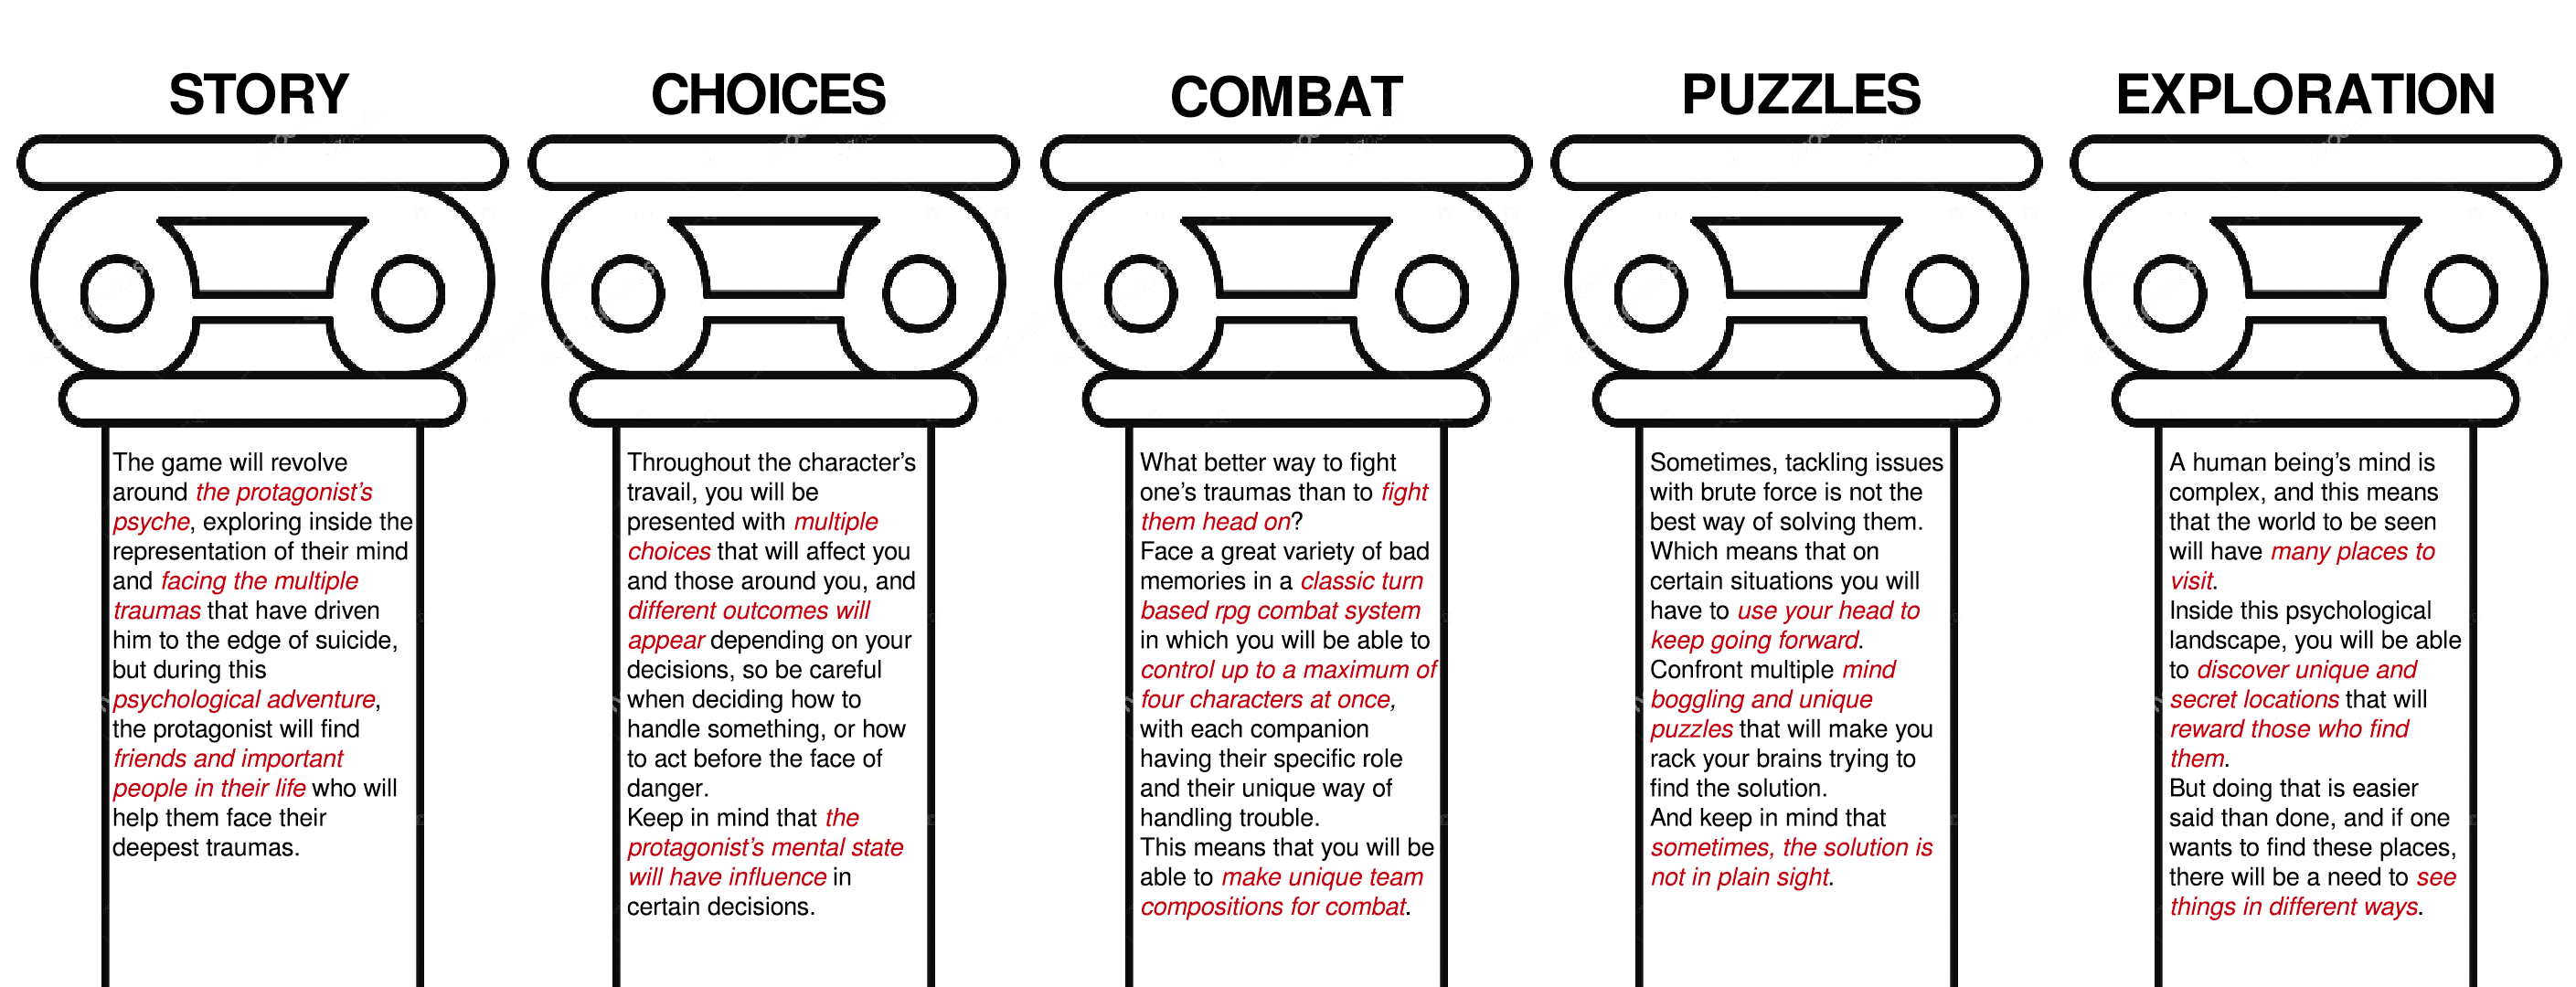 STORY
The game will revolve
around the protagonist’s
psyche, exploring inside the
representation of their mind
and facing the multiple
traumas that have driven
him to the edge of suicide,
but during this
psychological adventure,
the protagonist will find
friends and important
people in their life who will
help them face their
deepest traumas.
CHOICES
Throughout the character’s
travail, you will be
presented with multiple
choices that will affect you
and those around you, and
different outcomes will
appear depending on your
decisions, so be careful
when deciding how to
handle something, or how
to act before the face of
danger.
Keep in mind that the
protagonist’s mental state
will have influence in
certain decisions.
COMBAT
What better way to fight
one’s traumas than to fight
them head on?
Face a great variety of bad
memories in a classic turn
based rpg combat system
in which you will be able to
control up to a maximum of
four characters at once,
with each companion
having their specific role
and their unique way of
handling trouble.
This means that you will be
able to make unique team
compositions for combat.
PUZZLES
Sometimes, tackling issues
with brute force is not the
best way of solving them.
Which means that on
certain situations you will
have to use your head to
keep going forward.
Confront multiple mind
boggling and unique
puzzles that will make you
rack your brains trying to
find the solution.
And keep in mind that
sometimes, the solution is
not in plain sight.
EXPLORATION
A human being’s mind is
complex, and this means
that the world to be seen
will have many places to
visit.
Inside this psychological
landscape, you will be able
to discover unique and
secret locations that will
reward those who find
them.
But doing that is easier
said than done, and if one
wants to find these places,
there will be a need to see
things in different ways.